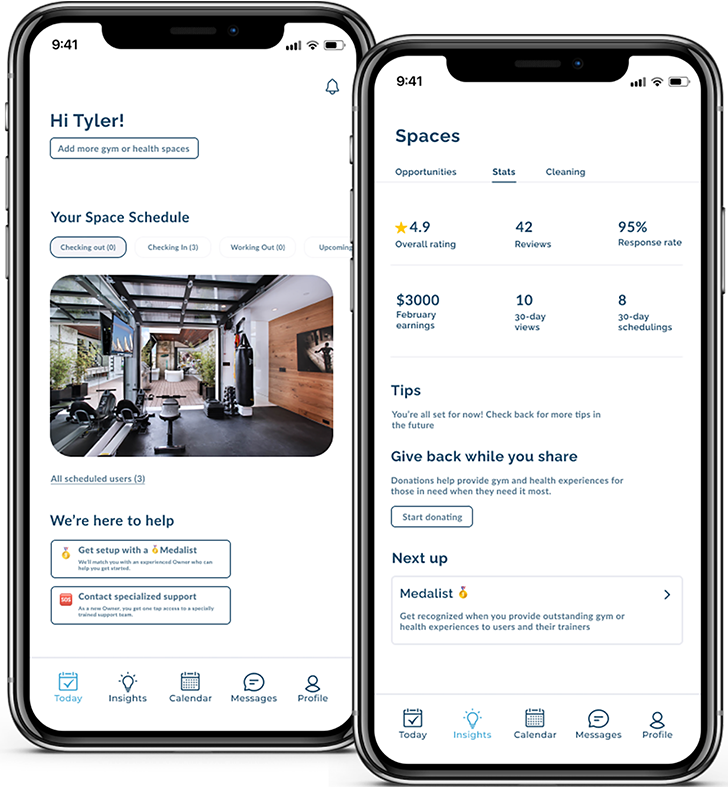 9:41
Hi Tyler!
Add more gym or health spaces
Your Space Schedule
Checking out (0)
Checking In (3)
Working Out (0)
Upcoming
All scheduled users (3)
We're here to help
Get setup with a 🏅Medalist
We'll match you with an experienced Owner who can
help you get started.
SOS
Contact specialized support
As a new Owner, you get one tap access to a specially
trained support team.
Today
Insights
Calendar
Messages
Profile
9:41
Spaces
Opportunities
Stats
Cleaning
4.9
Overall rating
42
Reviews
95%
Response rate
$3000
February
earnings
10
30-day
views
8
30-day
schedulings
Tips
You're all set for now! Check back for more tips in
the future
Give back while you share
Donations help provide gym and health experiences for
those in need when they need it most.
Start donating
Next up
Medalist 🏅
Get recognized when you provide outstanding gym or
health experiences to users and their trainers
Today
Insights
Calendar
Messages
Profile